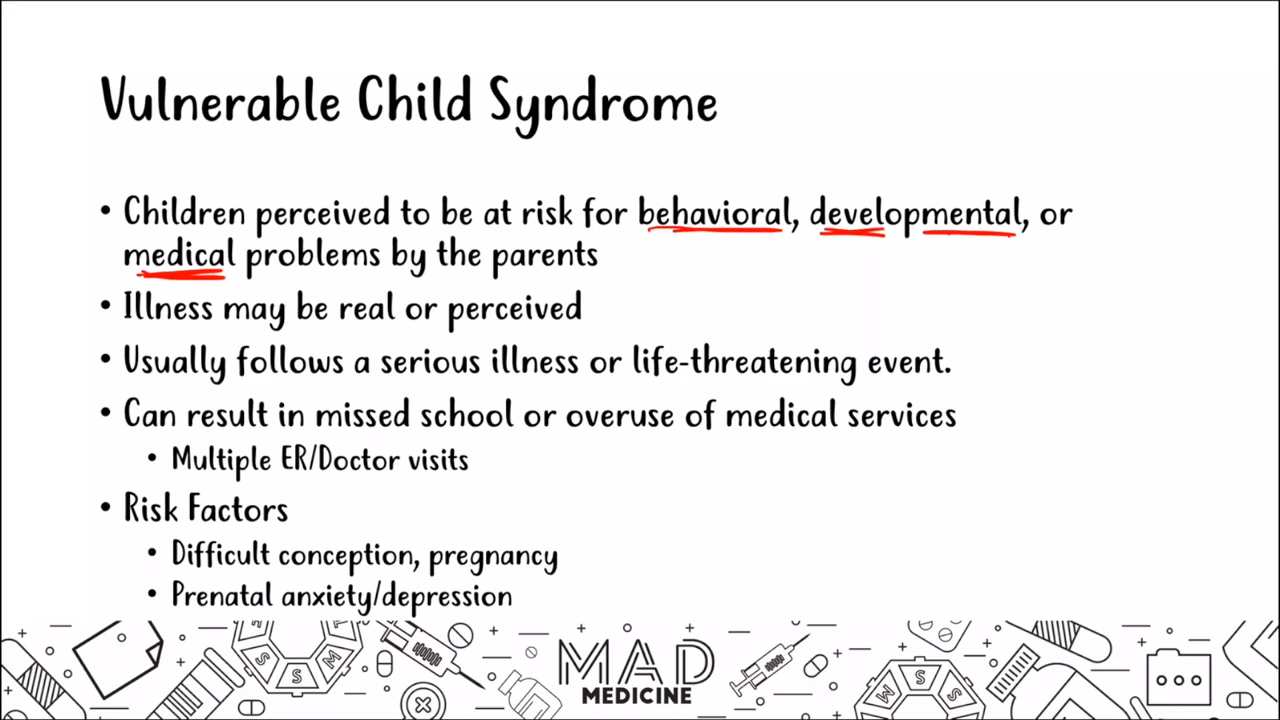 Vulnerable Child Syndrome
• Children perceived to be at risk for behavioral, developmental, or
medical problems by the parents
• Illness may be real or perceived
• Usually follows a serious illness or life-threatening event.
• Can result in missed school or overuse of medical services
• Multiple ER/Doctor visits
• Risk Factors
• Difficult conception, pregnancy
• Prenatal anxiety/depression
MAD
MEDICINE